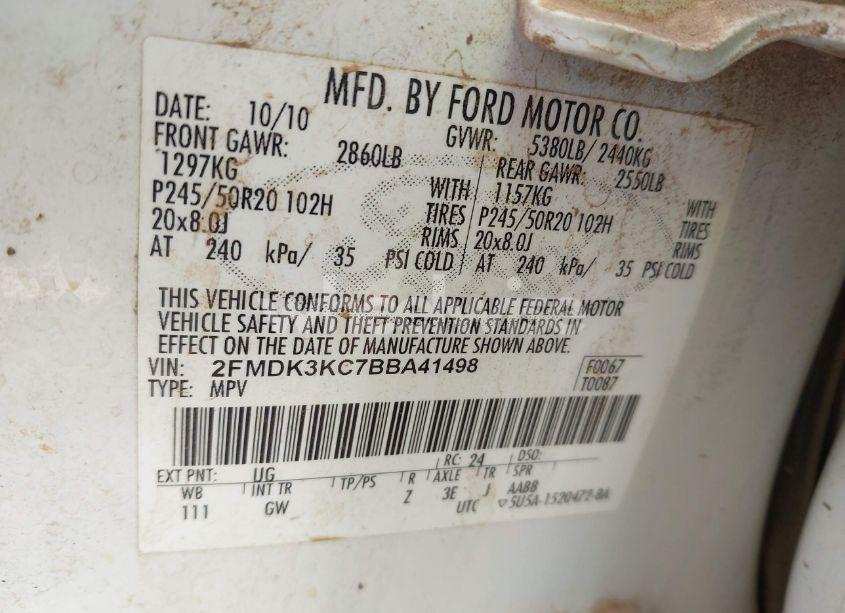 MFD. BY FORD MOTOR CO.
DATE: 10/10 GVWR: 5380LB/ 2440KG
FRONT GAWR: 2860LB REAR GAWR: 2550LB
1297KG WITH 1157KG WITH
P245/50R20 102H TIRES P245/50R20 102H TIRES
20x8.0J RIMS 20x8.0J RIMS
AT 240 kPa/ 35 PSI COLD AT 240 kPa/ 35 PSI COLD
THIS VEHICLE CONFORMS TO ALL APPLICABLE FEDERAL MOTOR
VEHICLE SAFETY AND THEFT PREVENTION STANDARDS IN
EFFECT ON THE DATE OF MANUFACTURE SHOWN ABOVE.
VIN: 2FMDK3KC7BBA41498 F0067
TYPE: MPV T0087
EXT PNT: UG RC: 24 DSO:
WB INT TR TP/PS R AXLE TR SPR
111 GW Z 3E J AABB
UTC ▽5U5A-1520472-BA